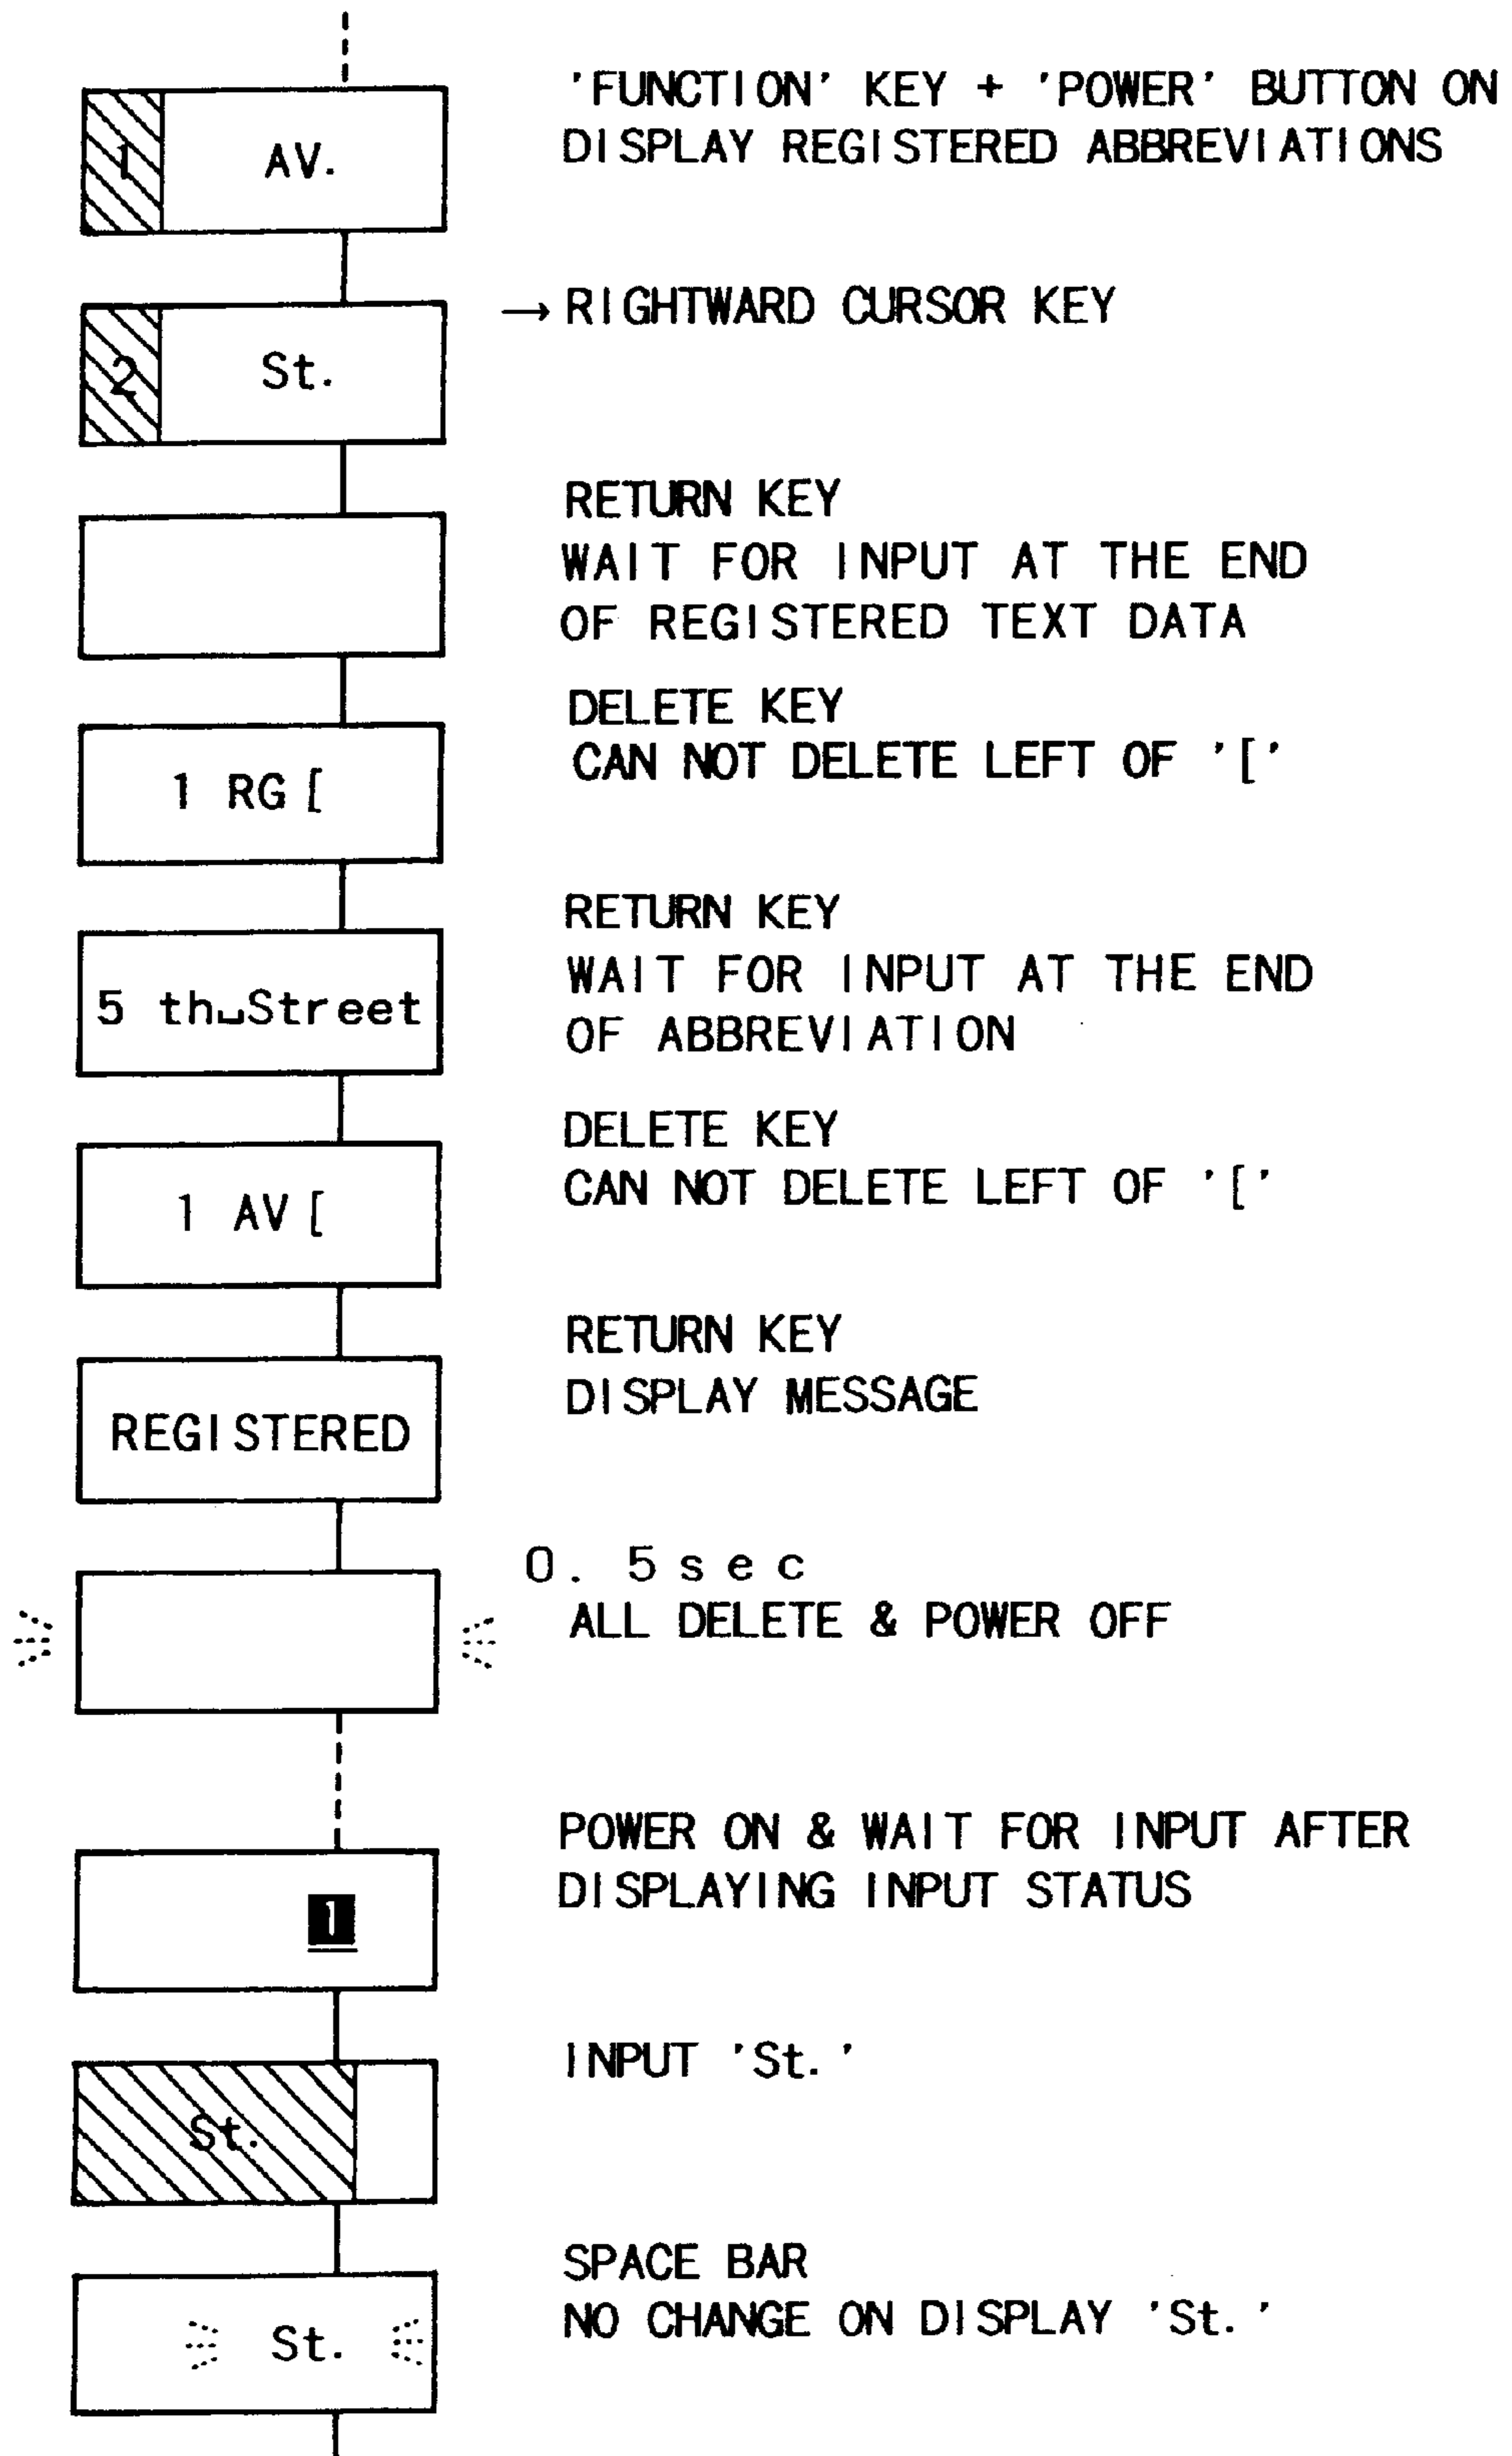 'FUNCTION' KEY + 'POWER' BUTTON ON
DISPLAY REGISTERED ABBREVIATIONS
1 AV.
→ RIGHTWARD CURSOR KEY
2 St.
RETURN KEY
WAIT FOR INPUT AT THE END
OF REGISTERED TEXT DATA
DELETE KEY
CAN NOT DELETE LEFT OF '['
1 RG [
RETURN KEY
WAIT FOR INPUT AT THE END
OF ABBREVIATION
5 th␣Street
DELETE KEY
CAN NOT DELETE LEFT OF '['
1 AV [
RETURN KEY
DISPLAY MESSAGE
REGISTERED
0. 5 sec
ALL DELETE & POWER OFF
POWER ON & WAIT FOR INPUT AFTER
DISPLAYING INPUT STATUS
1
INPUT 'St.'
St.
SPACE BAR
NO CHANGE ON DISPLAY 'St.'
St.